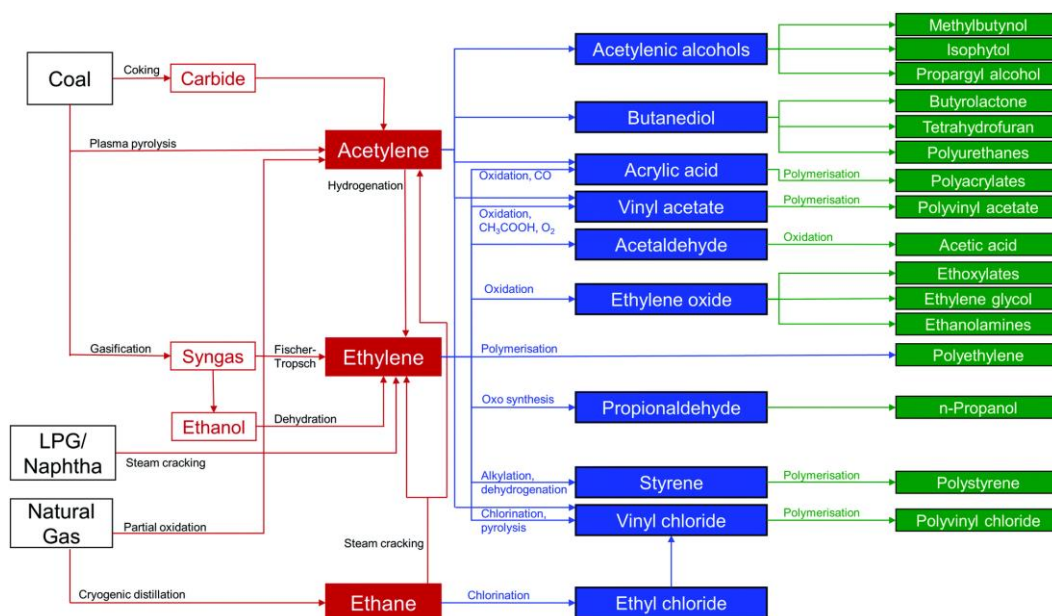 Methylbutynol
Acetylenic alcohols
Isophytol
Coal
Coking
Carbide
Propargyl alcohol
Butyrolactone
Butanediol
Tetrahydrofuran
Plasma pyrolysis
Acetylene
Polyurethanes
Hydrogenation
Oxidation, CO
Acrylic acid
Polymerisation
Polyacrylates
Oxidation,
CH₃COOH, O₂
Vinyl acetate
Polymerisation
Polyvinyl acetate
Acetaldehyde
Oxidation
Acetic acid
Ethoxylates
Oxidation
Ethylene oxide
Ethylene glycol
Ethanolamines
Gasification
Syngas
Fischer-
Tropsch
Ethylene
Polymerisation
Polyethylene
Ethanol
Dehydration
Oxo synthesis
Propionaldehyde
n-Propanol
LPG/
Naphtha
Steam cracking
Alkylation,
dehydrogenation
Styrene
Polymerisation
Polystyrene
Natural
Gas
Partial oxidation
Steam cracking
Chlorination,
pyrolysis
Vinyl chloride
Polymerisation
Polyvinyl chloride
Cryogenic distillation
Ethane
Chlorination
Ethyl chloride